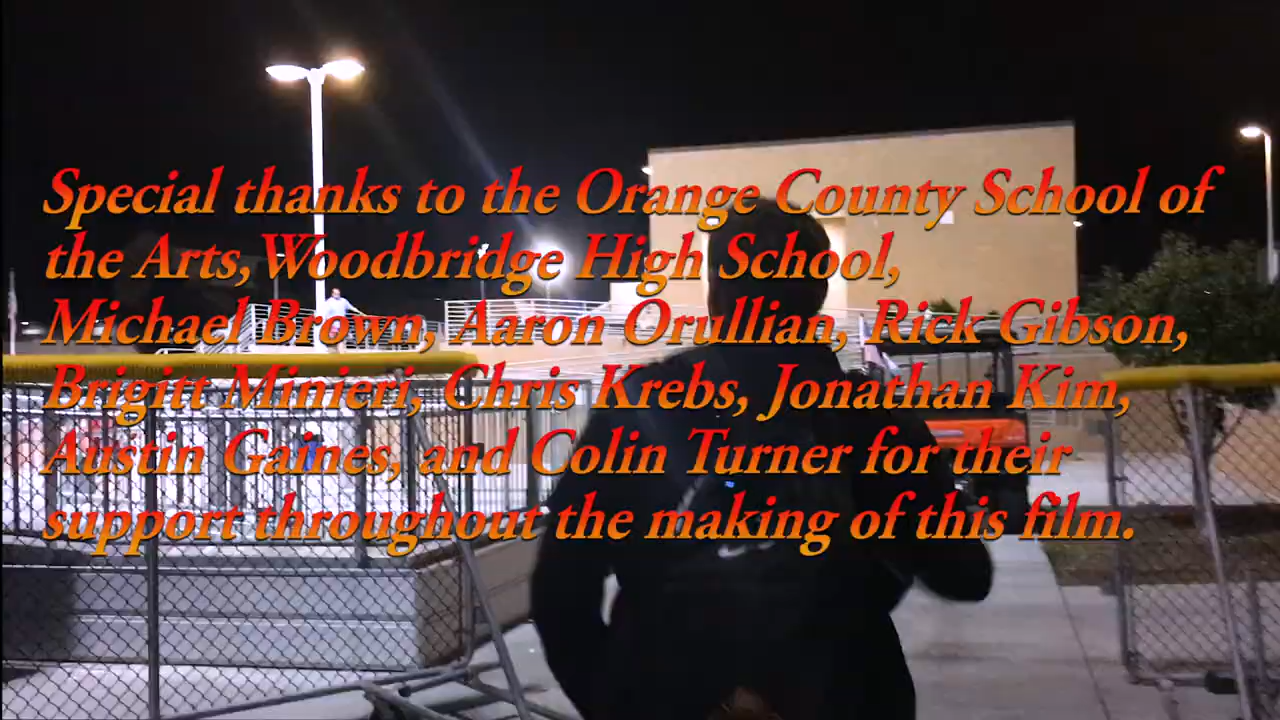 Special thanks to the Orange County School of
the Arts, Woodbridge High School,
Michael Brown, Aaron Orullian, Rick Gibson,
Brigitt Minieri, Chris Krebs, Jonathan Kim,
Austin Gaines, and Colin Turner for their
support throughout the making of this film.